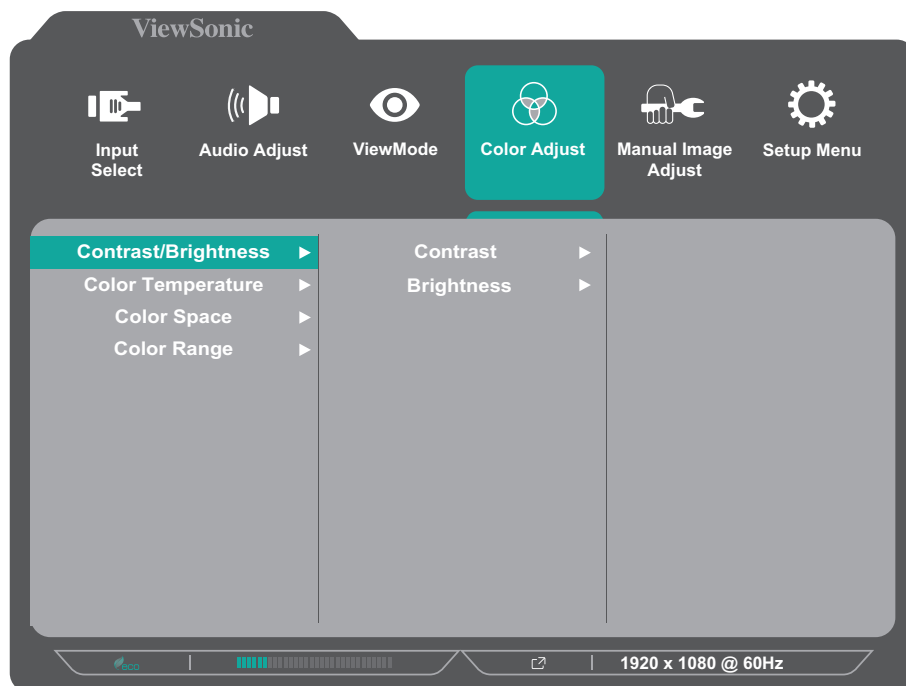 ViewSonic
Input
Select
Audio Adjust
ViewMode
Color Adjust
Manual Image
Adjust
Setup Menu
Contrast/Brightness
Color Temperature
Color Space
Color Range
Contrast
Brightness
eco
1920 x 1080 @ 60Hz